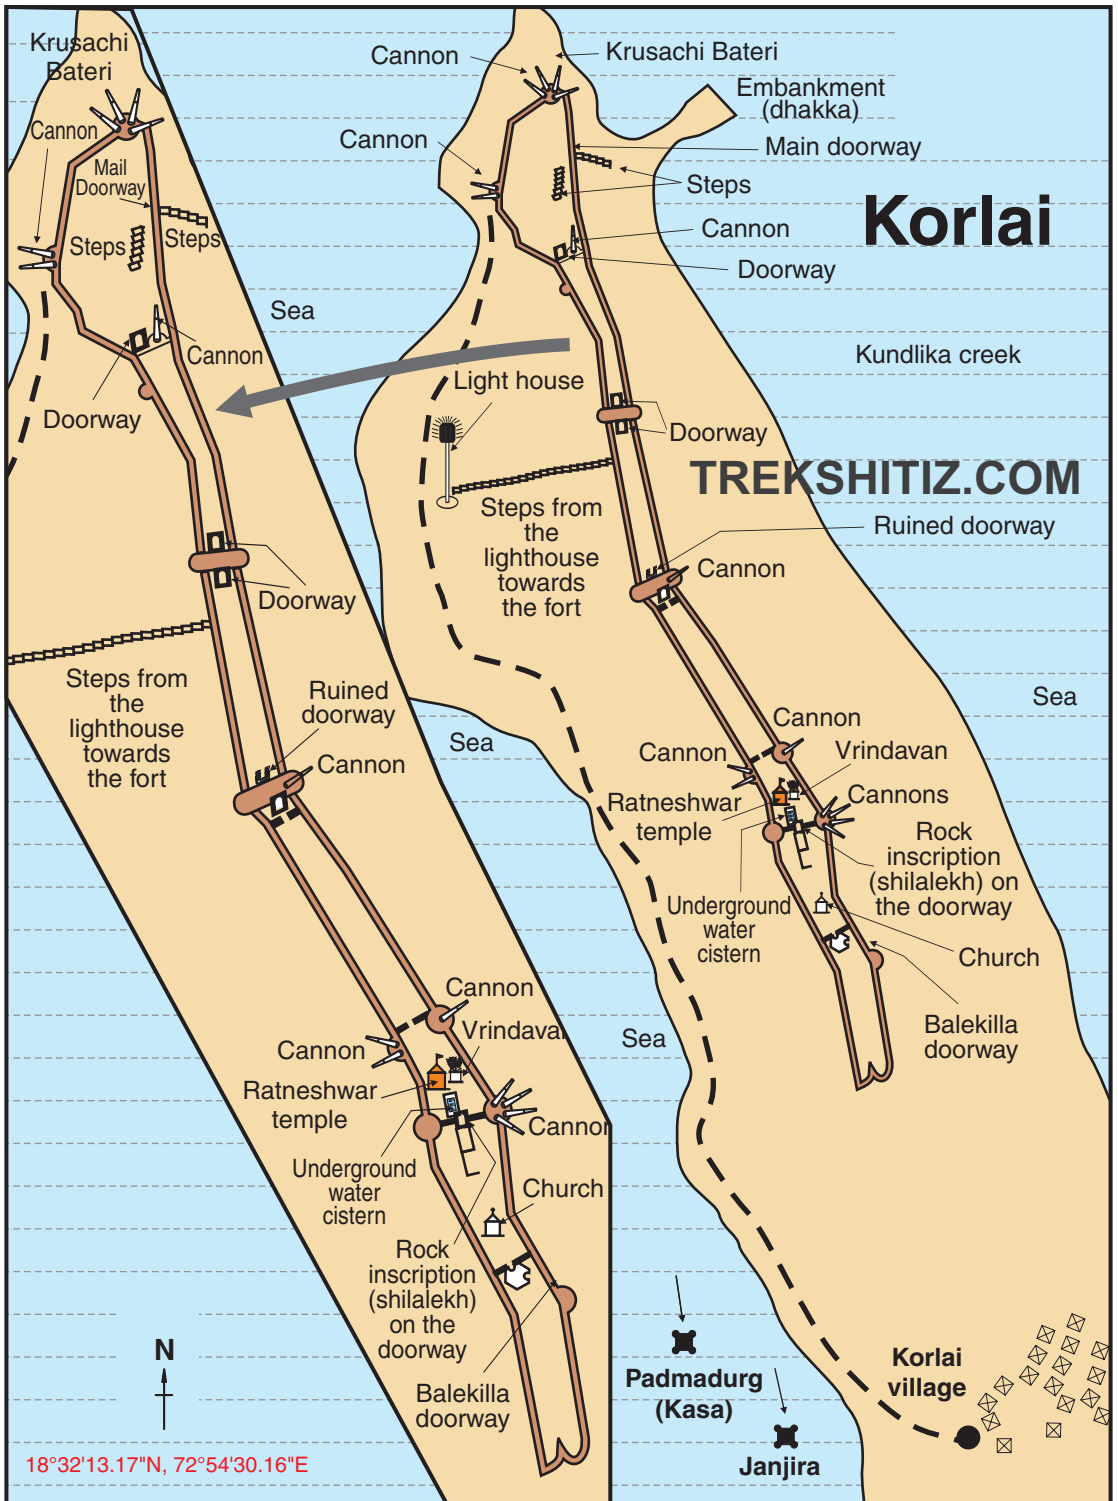 Krusachi
Bateri
Cannon
Mail
Doorway
Steps
Steps
Cannon
Doorway
Sea
Doorway
Steps from
the
lighthouse
towards
the fort
Ruined
doorway
Cannon
Sea
Cannon
Cannon
Vrindavan
Ratneshwar
temple
Cannon
Underground
water
cistern
Church
Rock
inscription
(shilalekh)
on the
doorway
Balekilla
doorway
N
18°32'13.17"N, 72°54'30.16"E
Cannon
Krusachi Bateri
Embankment
(dhakka)
Cannon
Main doorway
Steps
Korlai
Cannon
Doorway
Kundlika creek
Light house
Doorway
TREKSHITIZ.COM
Steps from
the
lighthouse
towards
the fort
Ruined doorway
Cannon
Sea
Cannon
Cannon
Vrindavan
Ratneshwar
temple
Cannons
Rock
inscription
(shilalekh) on
the doorway
Underground
water
cistern
Church
Balekilla
doorway
Sea
Padmadurg
(Kasa)
Janjira
Korlai
village